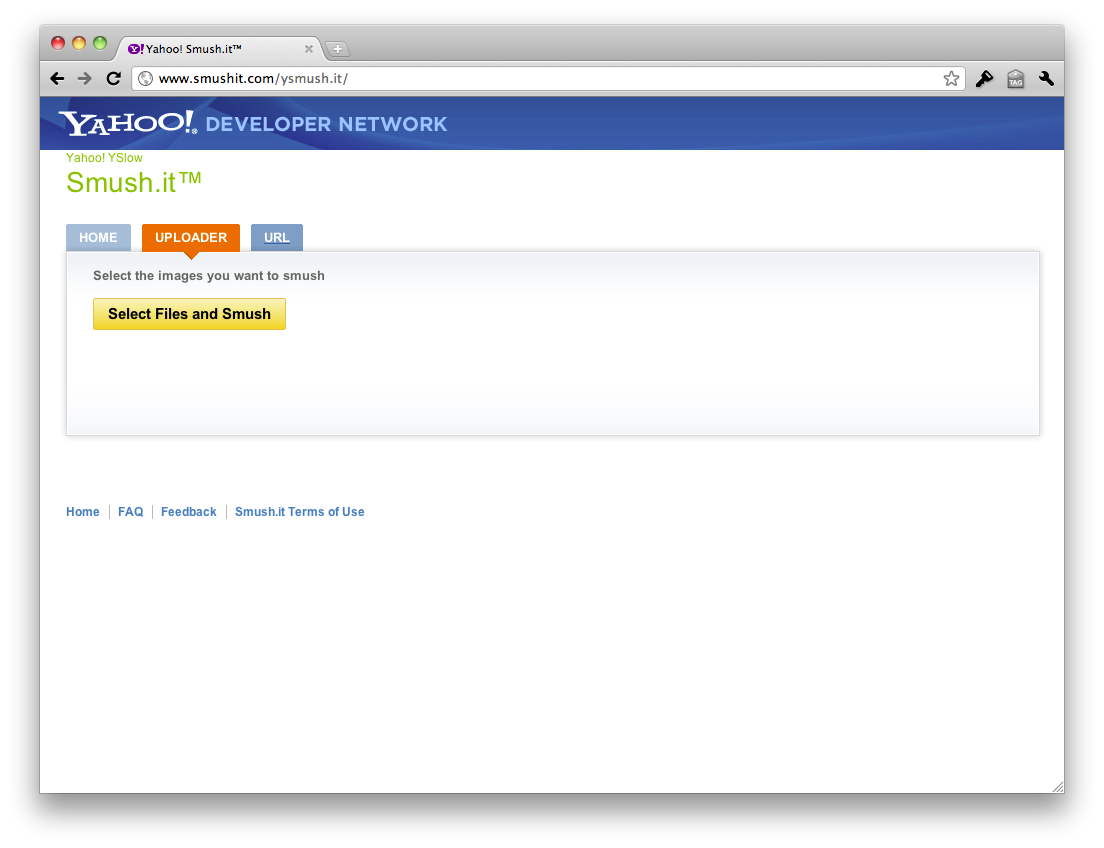 Yahoo! Smush.it™
www.smushit.com/ysmush.it/
TAG
YAHOO!® DEVELOPER NETWORK
Yahoo! YSlow
Smush.it™
HOME UPLOADER URL
Select the images you want to smush
Select Files and Smush
Home FAQ Feedback Smush.it Terms of Use